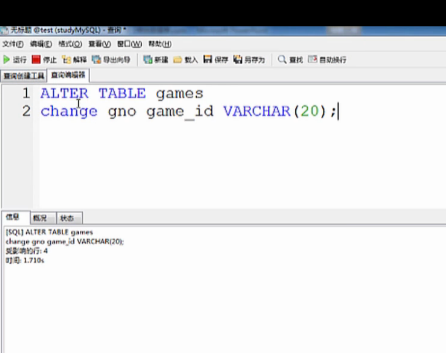 无标题 @test (studyMySQL) - 查询 *
文件(F) 编辑(E) 格式(O) 查看(V) 窗口(W) 帮助(H)
运行 停止 解释 导出向导 新建 载入 保存 另存为 查找 自动换行
查询创建工具 查询编辑器
1 ALTER TABLE games
2 change gno game_id VARCHAR(20);
信息 概况 状态
[SQL] ALTER TABLE games
change gno game_id VARCHAR(20);
受影响的行: 4
时间: 1.710s